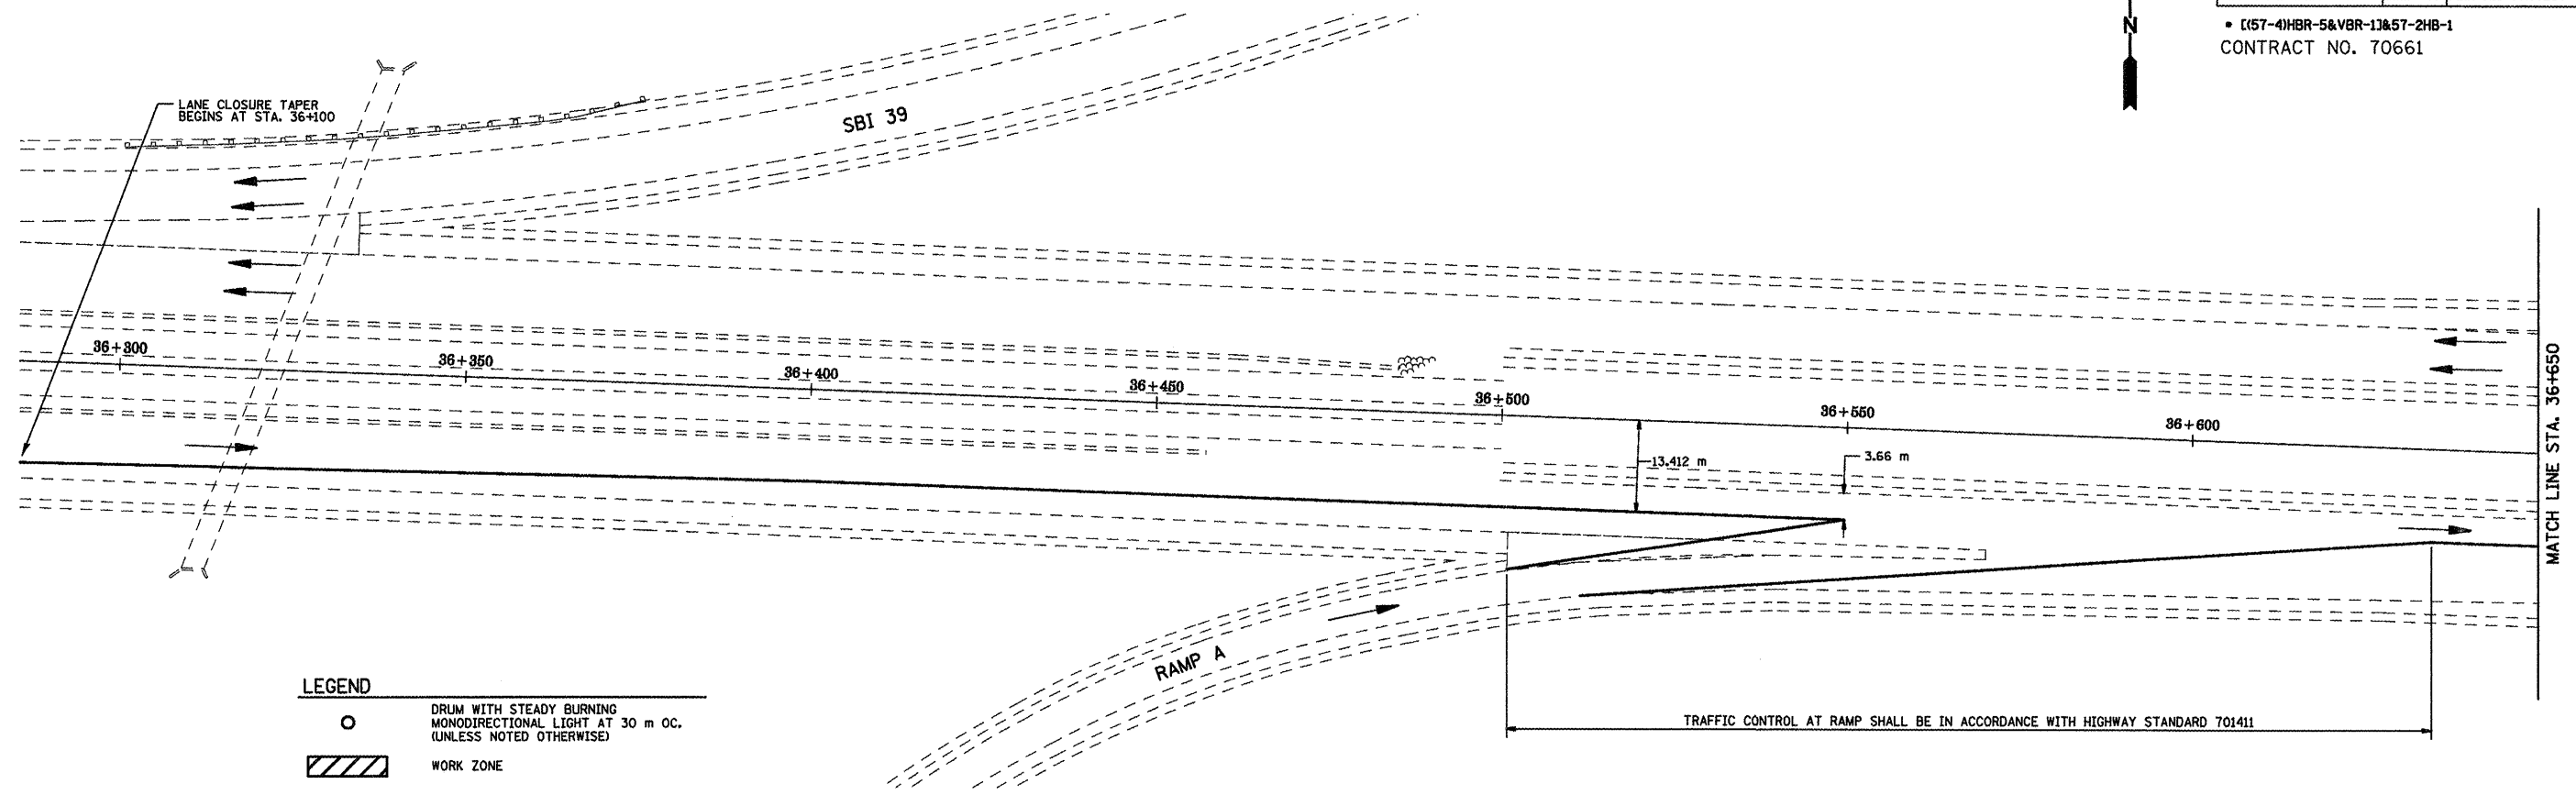 N
• [(57-4)HBR-5&VBR-1]&57-2HB-1
CONTRACT NO. 70661
LANE CLOSURE TAPER
BEGINS AT STA. 36+100
SBI 39
36+300
36+350
36+400
36+450
36+500
36+550
36+600
13.412 m
3.66 m
MATCH LINE STA. 36+650
RAMP A
TRAFFIC CONTROL AT RAMP SHALL BE IN ACCORDANCE WITH HIGHWAY STANDARD 701411
LEGEND
DRUM WITH STEADY BURNING
MONODIRECTIONAL LIGHT AT 30 m OC.
(UNLESS NOTED OTHERWISE)
WORK ZONE